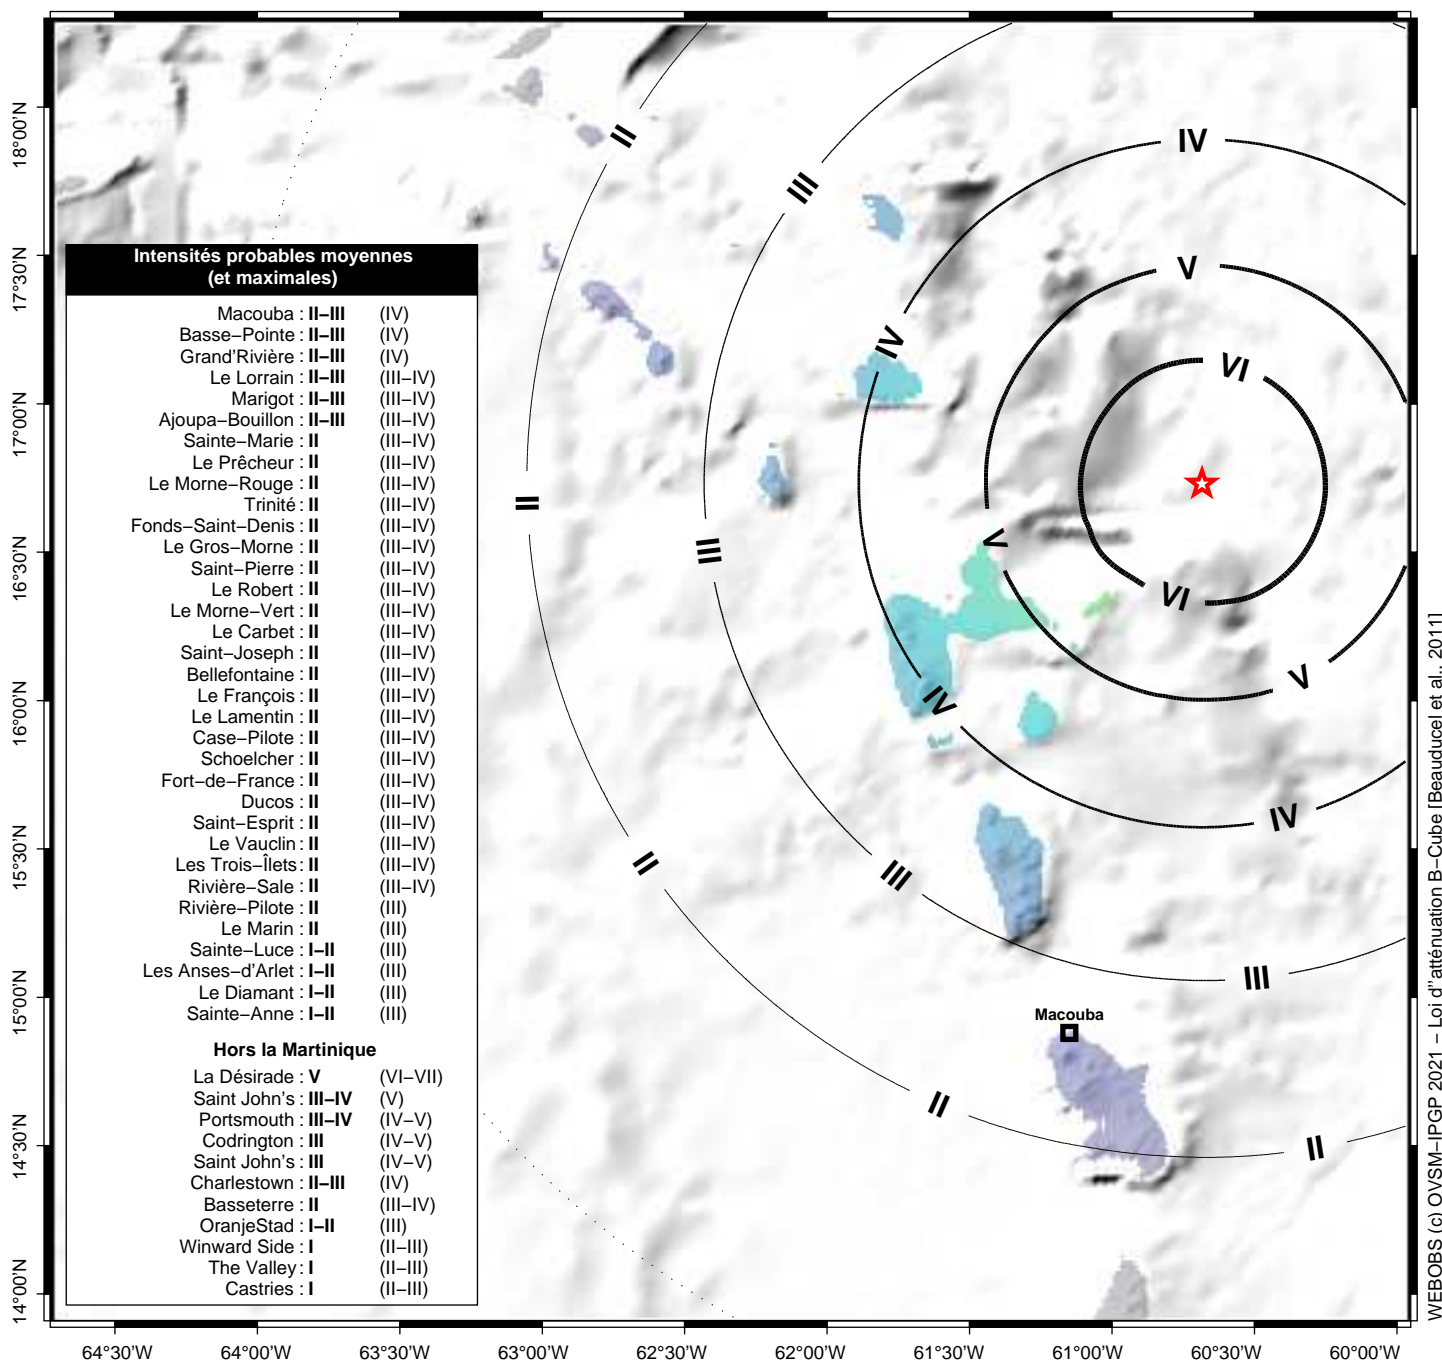 Intensités probables moyennes
(et maximales)
Macouba : II–III (IV)
Basse–Pointe : II–III (IV)
Grand'Rivière : II–III (IV)
Le Lorrain : II–III (III–IV)
Marigot : II–III (III–IV)
Ajoupa–Bouillon : II–III (III–IV)
Sainte–Marie : II (III–IV)
Le Prêcheur : II (III–IV)
Le Morne–Rouge : II (III–IV)
Trinité : II (III–IV)
Fonds–Saint–Denis : II (III–IV)
Le Gros–Morne : II (III–IV)
Saint–Pierre : II (III–IV)
Le Robert : II (III–IV)
Le Morne–Vert : II (III–IV)
Le Carbet : II (III–IV)
Saint–Joseph : II (III–IV)
Bellefontaine : II (III–IV)
Le François : II (III–IV)
Le Lamentin : II (III–IV)
Case–Pilote : II (III–IV)
Schoelcher : II (III–IV)
Fort–de–France : II (III–IV)
Ducos : II (III–IV)
Saint–Esprit : II (III–IV)
Le Vauclin : II (III–IV)
Les Trois–Îlets : II (III–IV)
Rivière–Sale : II (III–IV)
Rivière–Pilote : II (III)
Le Marin : II (III)
Sainte–Luce : I–II (III)
Les Anses–d'Arlet : I–II (III)
Le Diamant : I–II (III)
Sainte–Anne : I–II (III)
Hors la Martinique
La Désirade : V (VI–VII)
Saint John's : III–IV (V)
Portsmouth : III–IV (IV–V)
Codrington : III (IV–V)
Saint John's : III (IV–V)
Charlestown : II–III (IV)
Basseterre : II (III–IV)
OranjeStad : I–II (III)
Winward Side : I (II–III)
The Valley : I (II–III)
Castries : I (II–III)
II
III
IV
V
VI
IV
V
II
III
VI
V
IV
IV
II
III
III
II
II
Macouba
18°00'N
17°30'N
17°00'N
16°30'N
16°00'N
15°30'N
15°00'N
14°30'N
14°00'N
64°30'W
64°00'W
63°30'W
63°00'W
62°30'W
62°00'W
61°30'W
61°00'W
60°30'W
60°00'W
WEBOBS (c) OVSM–IPGP 2021 – Loi d''atténuation B–Cube [Beauducel et al., 2011]